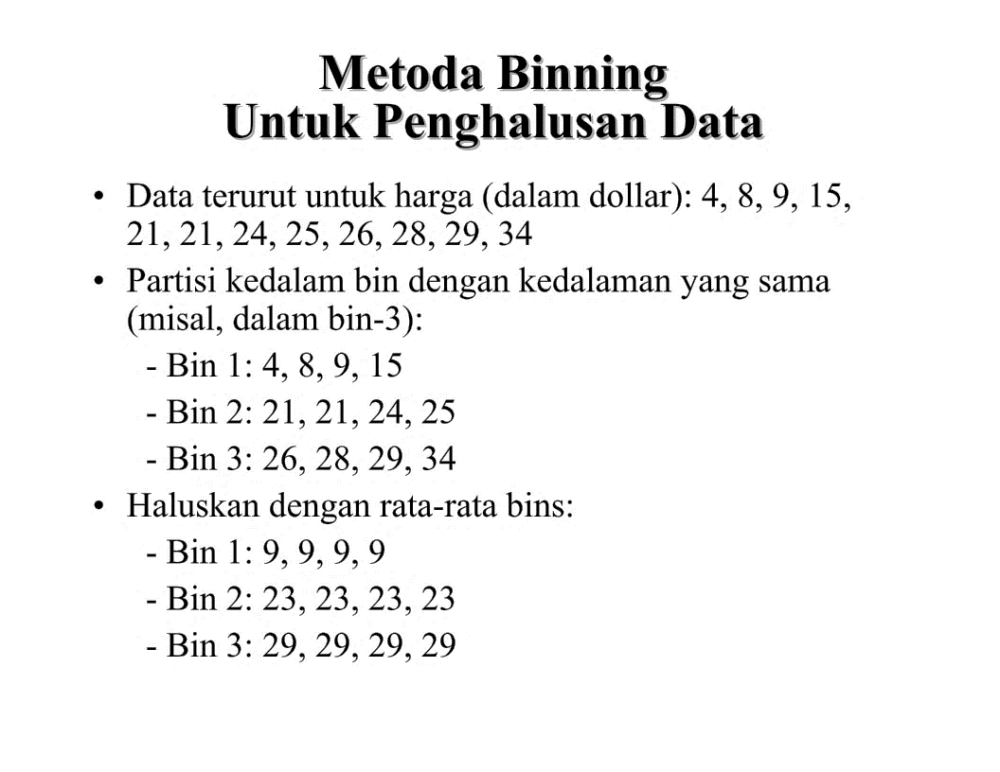 Metoda Binning
Untuk Penghalusan Data
• Data terurut untuk harga (dalam dollar): 4, 8, 9, 15,
21, 21, 24, 25, 26, 28, 29, 34
• Partisi kedalam bin dengan kedalaman yang sama
(misal, dalam bin-3):
- Bin 1: 4, 8, 9, 15
- Bin 2: 21, 21, 24, 25
- Bin 3: 26, 28, 29, 34
• Haluskan dengan rata-rata bins:
- Bin 1: 9, 9, 9, 9
- Bin 2: 23, 23, 23, 23
- Bin 3: 29, 29, 29, 29